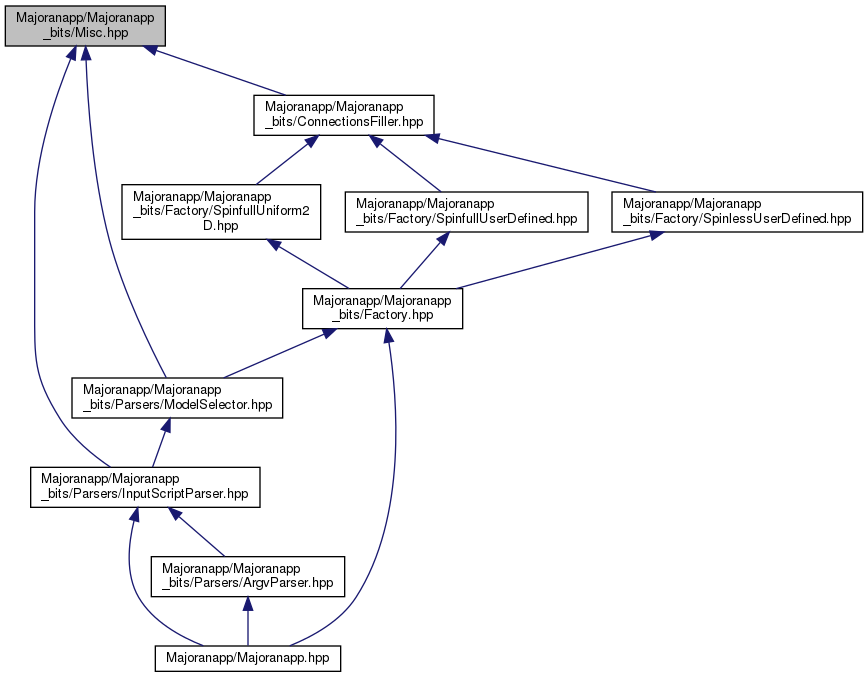 Majoranapp/Majoranapp
_bits/Misc.hpp
Majoranapp/Majoranapp
_bits/ConnectionsFiller.hpp
Majoranapp/Majoranapp
_bits/Factory/SpinfullUniform2
D.hpp
Majoranapp/Majoranapp
_bits/Factory/SpinfullUserDefined.hpp
Majoranapp/Majoranapp
_bits/Factory/SpinlessUserDefined.hpp
Majoranapp/Majoranapp
_bits/Factory.hpp
Majoranapp/Majoranapp
_bits/Parsers/ModelSelector.hpp
Majoranapp/Majoranapp
_bits/Parsers/InputScriptParser.hpp
Majoranapp/Majoranapp
_bits/Parsers/ArgvParser.hpp
Majoranapp/Majoranapp.hpp